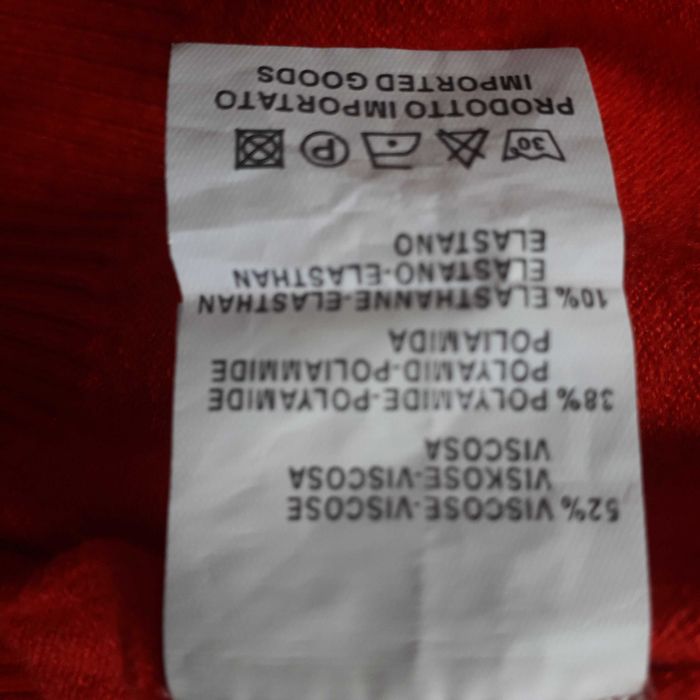 52% VISCOSE-VISCOSE
VISKOSE-VISCOSA
VISCOSA
38% POLYAMIDE-POLYAMIDE
POLYAMID-POLIAMMIDE
POLIAMIDA
10% ELASTHANNE-ELASTHAN
ELASTANO-ELASTHAN
ELASTANO
30° P
PRODOTTO IMPORTATO
IMPORTED GOODS